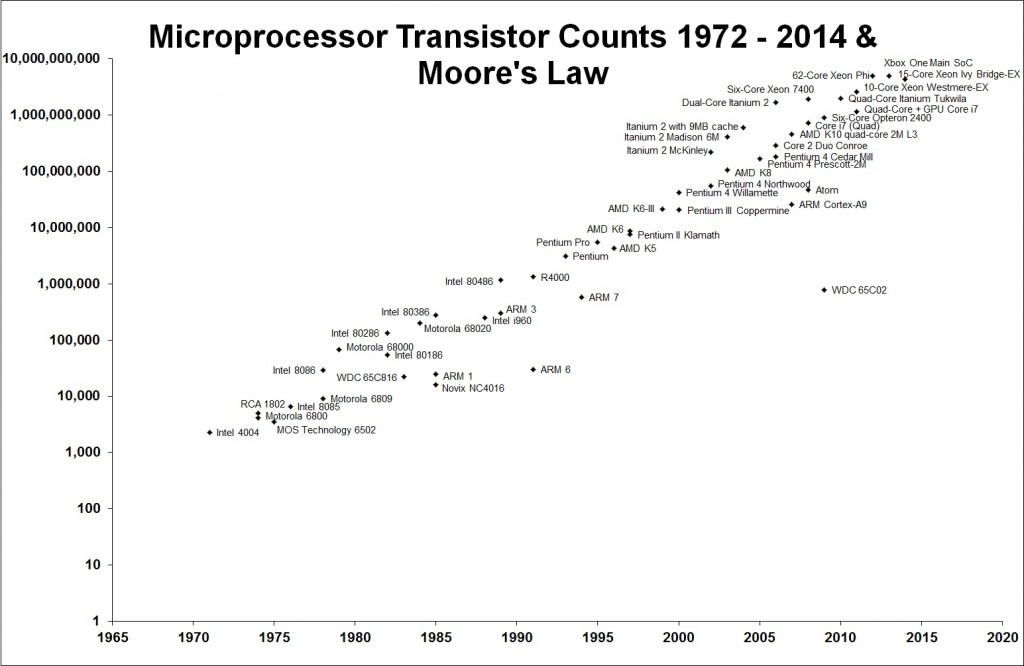 Microprocessor Transistor Counts 1972 - 2014 &
Moore's Law
10,000,000,000
1,000,000,000
100,000,000
10,000,000
1,000,000
100,000
10,000
1,000
100
10
1
1965 1970 1975 1980 1985 1990 1995 2000 2005 2010 2015 2020
Xbox One Main SoC
62-Core Xeon Phi
15-Core Xeon Ivy Bridge-EX
Six-Core Xeon 7400
10-Core Xeon Westmere-EX
Dual-Core Itanium 2
Quad-Core Itanium Tukwila
Quad-Core + GPU Core i7
Six-Core Opteron 2400
Itanium 2 with 9MB cache
Core i7 (Quad)
Itanium 2 Madison 6M
AMD K10 quad-core 2M L3
Core 2 Duo Conroe
Itanium 2 McKinley
Pentium 4 Cedar Mill
Pentium 4 Prescott-2M
AMD K8
Pentium 4 Northwood
Atom
Pentium 4 Willamette
ARM Cortex-A9
AMD K6-III
Pentium III Coppermine
AMD K6
Pentium II Klamath
Pentium Pro
AMD K5
Pentium
R4000
Intel 80486
WDC 65C02
ARM 7
ARM 3
Intel 80386
Intel i960
Motorola 68020
Intel 80286
Motorola 68000
Intel 80186
Intel 8086
ARM 6
WDC 65C816
ARM 1
Novix NC4016
Motorola 6809
RCA 1802
Intel 8085
Motorola 6800
MOS Technology 6502
Intel 4004